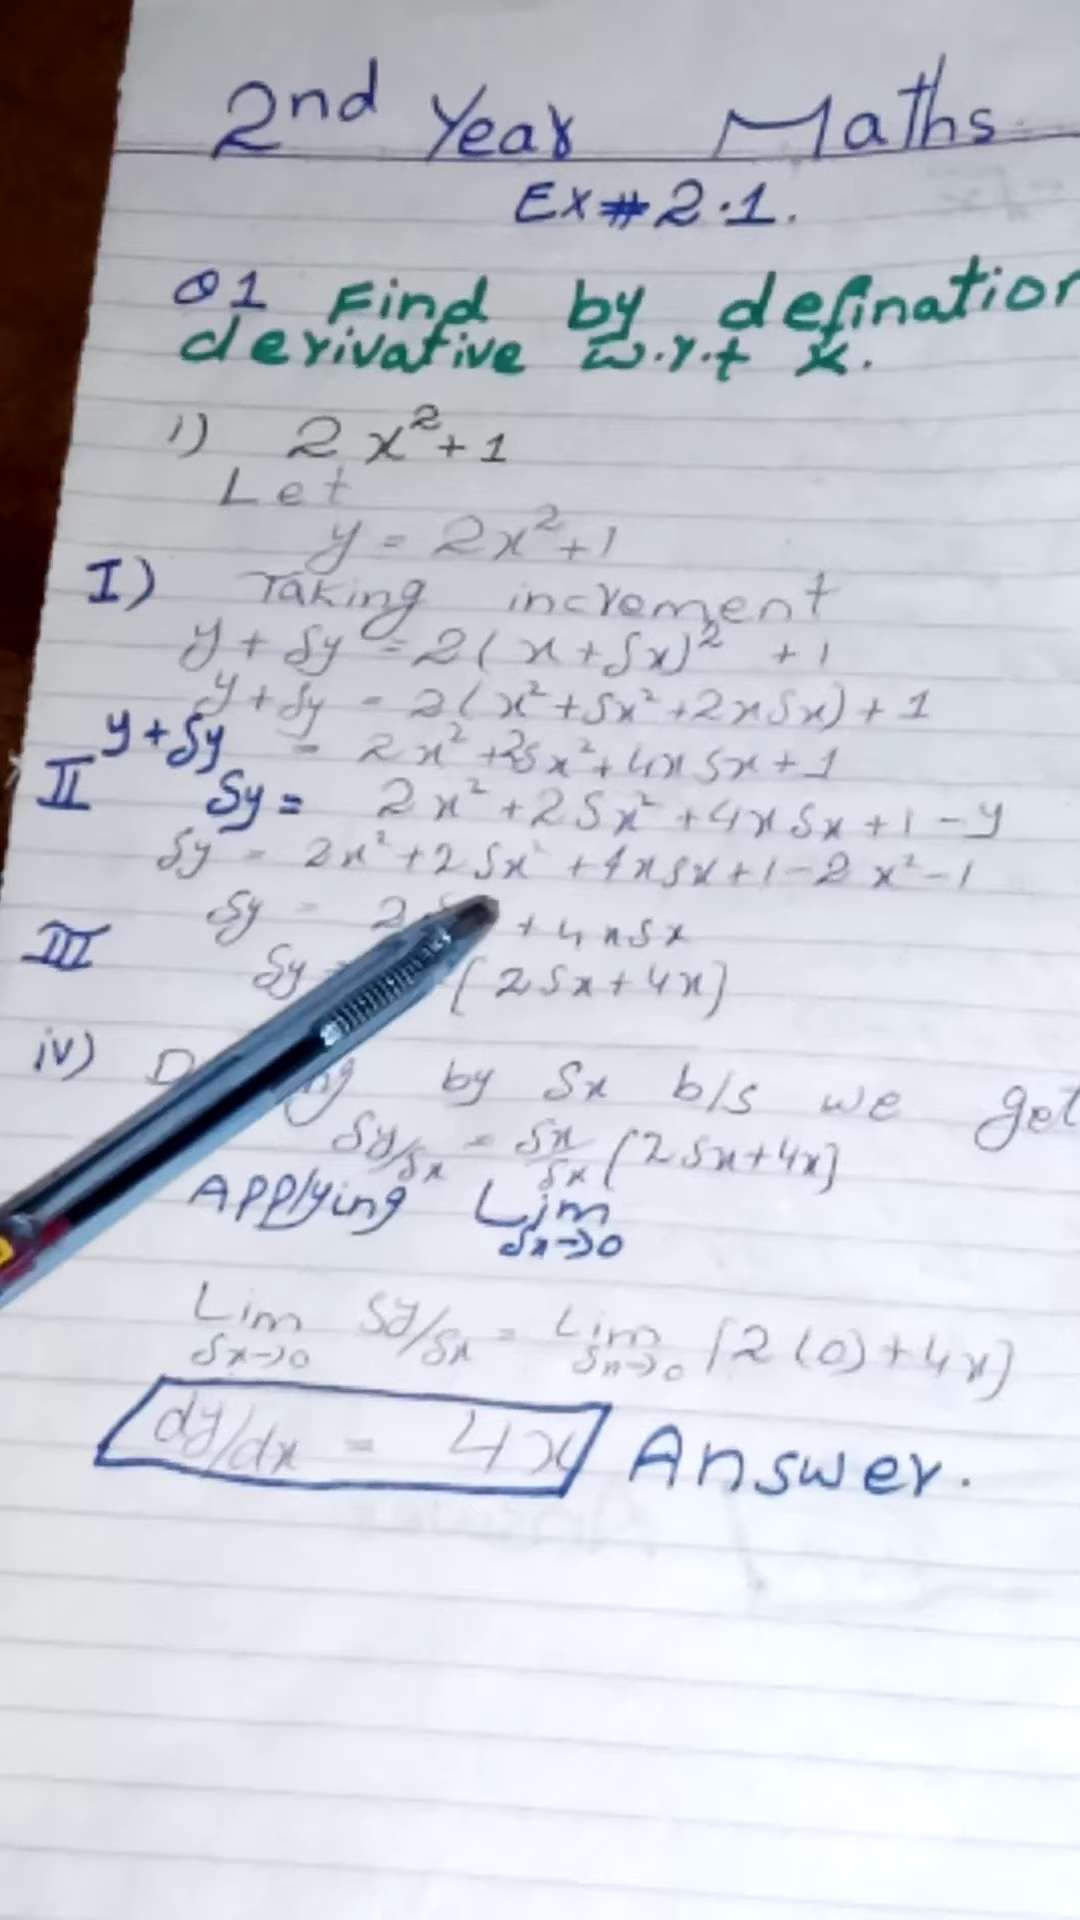 2nd Year Maths
Ex# 2.1.
Q1 Find by defination
derivative w.r.t x.
i) 2x²+1
Let
y = 2x²+1
I) Taking increment
y+δy = 2(x+δx)² +1
y+δy = 2(x²+δx²+2xδx)+1
y+δy = 2x²+2δx²+4xδx+1
II δy = 2x²+2δx²+4xδx+1-y
δy = 2x²+2δx²+4xδx+1-2x²-1
δy = 2 +4xδx
III δy [2δx+4x]
iv) by δx b/s we get
δy/δx = δx/δx [2δx+4x]
Applying Lim δx→0
Lim δx→0 δy/δx = Lim δx→0 [2(0)+4x]
dy/dx = 4x Answer.